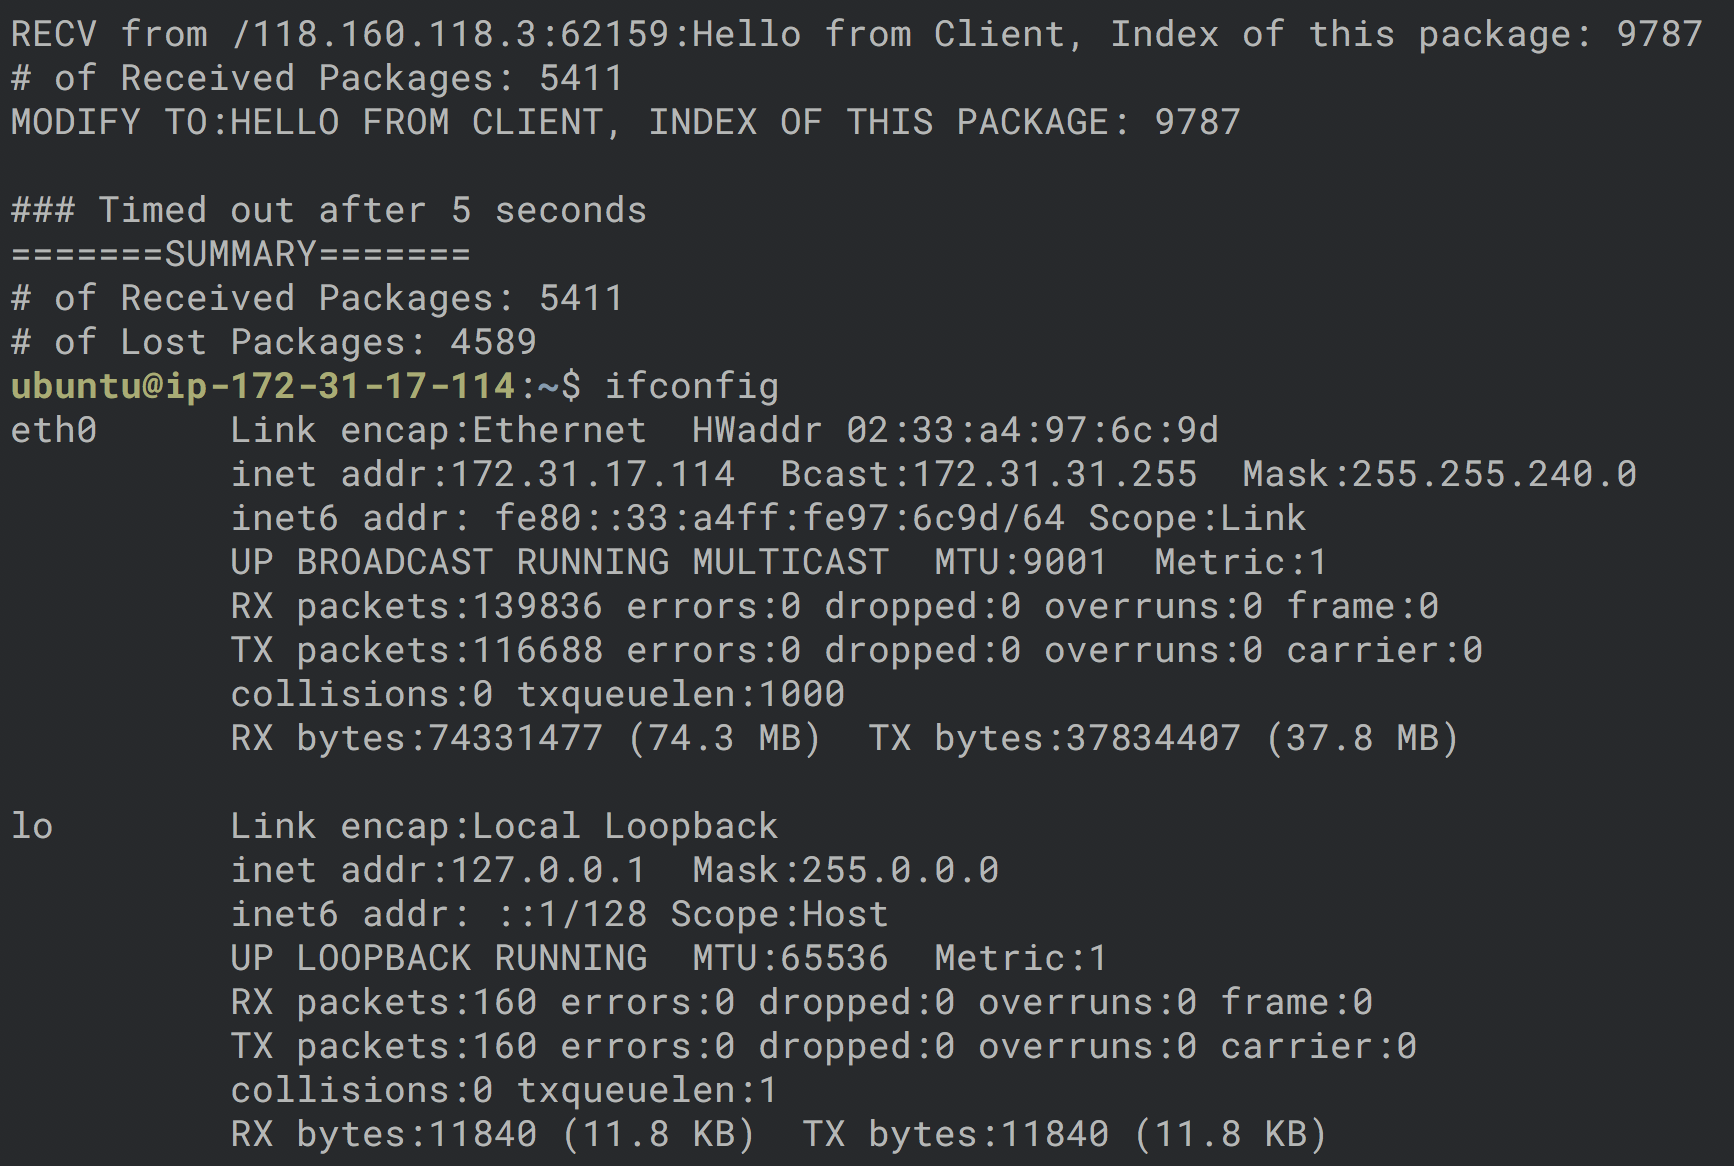 RECV from /118.160.118.3:62159:Hello from Client, Index of this package: 9787
# of Received Packages: 5411
MODIFY TO:HELLO FROM CLIENT, INDEX OF THIS PACKAGE: 9787
### Timed out after 5 seconds
=======SUMMARY=======
# of Received Packages: 5411
# of Lost Packages: 4589
ubuntu@ip-172-31-17-114:~$ ifconfig
eth0      Link encap:Ethernet  HWaddr 02:33:a4:97:6c:9d
          inet addr:172.31.17.114  Bcast:172.31.31.255  Mask:255.255.240.0
          inet6 addr: fe80::33:a4ff:fe97:6c9d/64 Scope:Link
          UP BROADCAST RUNNING MULTICAST  MTU:9001  Metric:1
          RX packets:139836 errors:0 dropped:0 overruns:0 frame:0
          TX packets:116688 errors:0 dropped:0 overruns:0 carrier:0
          collisions:0 txqueuelen:1000
          RX bytes:74331477 (74.3 MB)  TX bytes:37834407 (37.8 MB)
lo        Link encap:Local Loopback
          inet addr:127.0.0.1  Mask:255.0.0.0
          inet6 addr: ::1/128 Scope:Host
          UP LOOPBACK RUNNING  MTU:65536  Metric:1
          RX packets:160 errors:0 dropped:0 overruns:0 frame:0
          TX packets:160 errors:0 dropped:0 overruns:0 carrier:0
          collisions:0 txqueuelen:1
          RX bytes:11840 (11.8 KB)  TX bytes:11840 (11.8 KB)